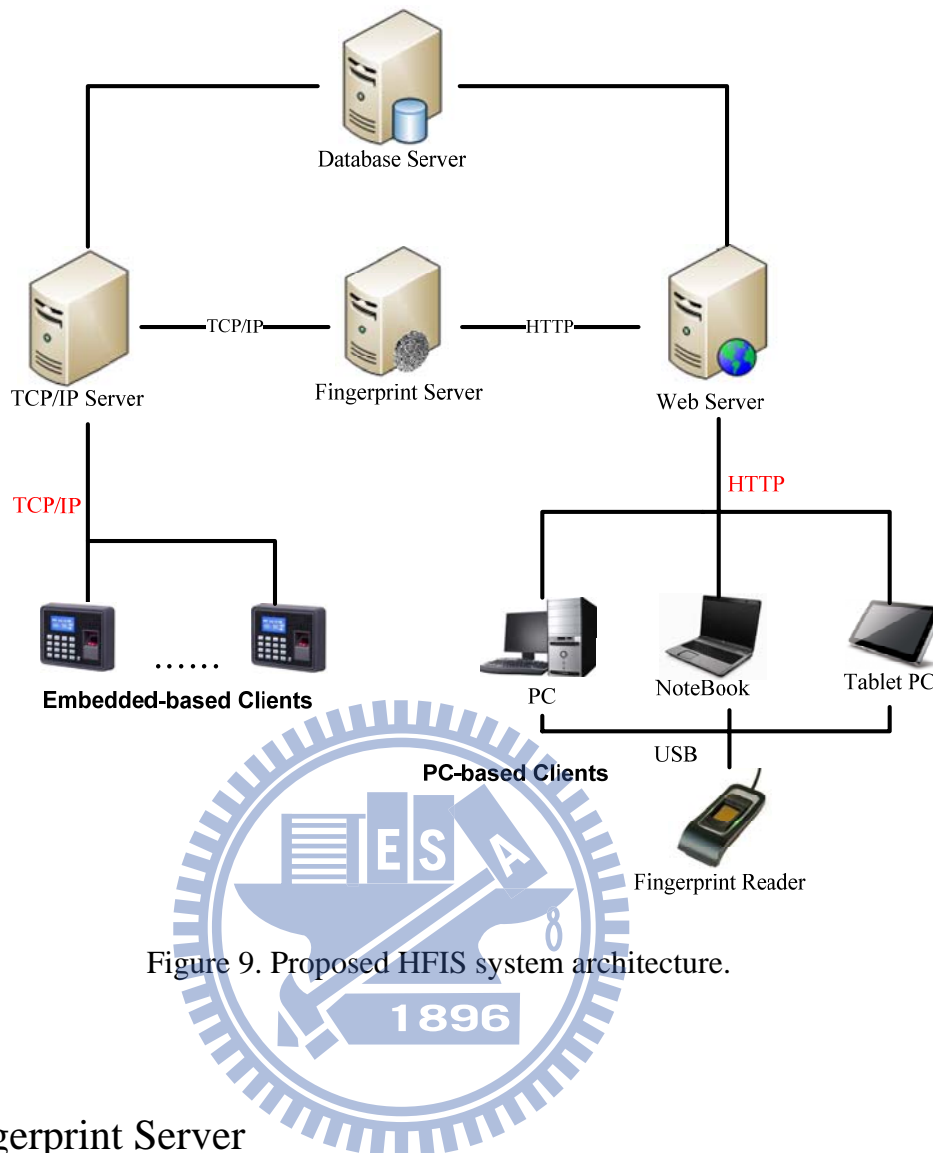 Database Server
TCP/IP
HTTP
TCP/IP Server
Fingerprint Server
Web Server
TCP/IP
HTTP
......
Embedded-based Clients
PC
NoteBook
Tablet PC
USB
PC-based Clients
E S A
Fingerprint Reader
8
Figure 9. Proposed HFIS system architecture.
1896
gerprint Server